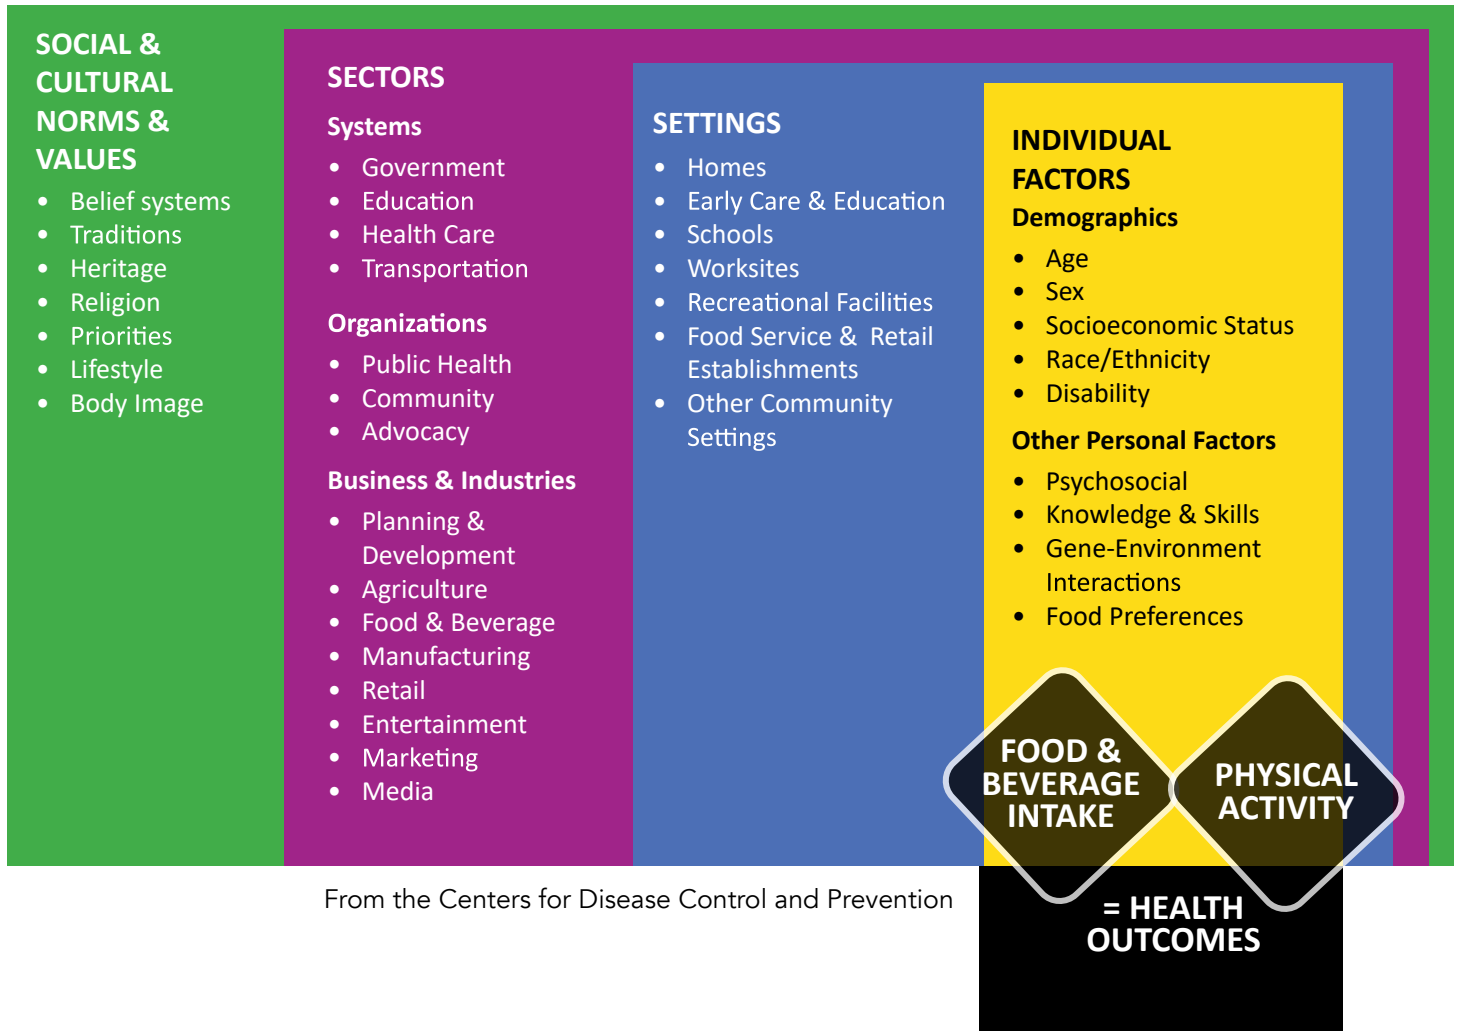 SOCIAL &
CULTURAL
NORMS &
VALUES
• Belief systems
• Traditions
• Heritage
• Religion
• Priorities
• Lifestyle
• Body Image
SECTORS
Systems
• Government
• Education
• Health Care
• Transportation
Organizations
• Public Health
• Community
• Advocacy
Business & Industries
• Planning &
Development
• Agriculture
• Food & Beverage
• Manufacturing
• Retail
• Entertainment
• Marketing
• Media
SETTINGS
• Homes
• Early Care & Education
• Schools
• Worksites
• Recreational Facilities
• Food Service & Retail
Establishments
• Other Community
Settings
INDIVIDUAL
FACTORS
Demographics
• Age
• Sex
• Socioeconomic Status
• Race/Ethnicity
• Disability
Other Personal Factors
• Psychosocial
• Knowledge & Skills
• Gene-Environment
Interactions
• Food Preferences
FOOD &
BEVERAGE
INTAKE
PHYSICAL
ACTIVITY
= HEALTH
OUTCOMES
From the Centers for Disease Control and Prevention